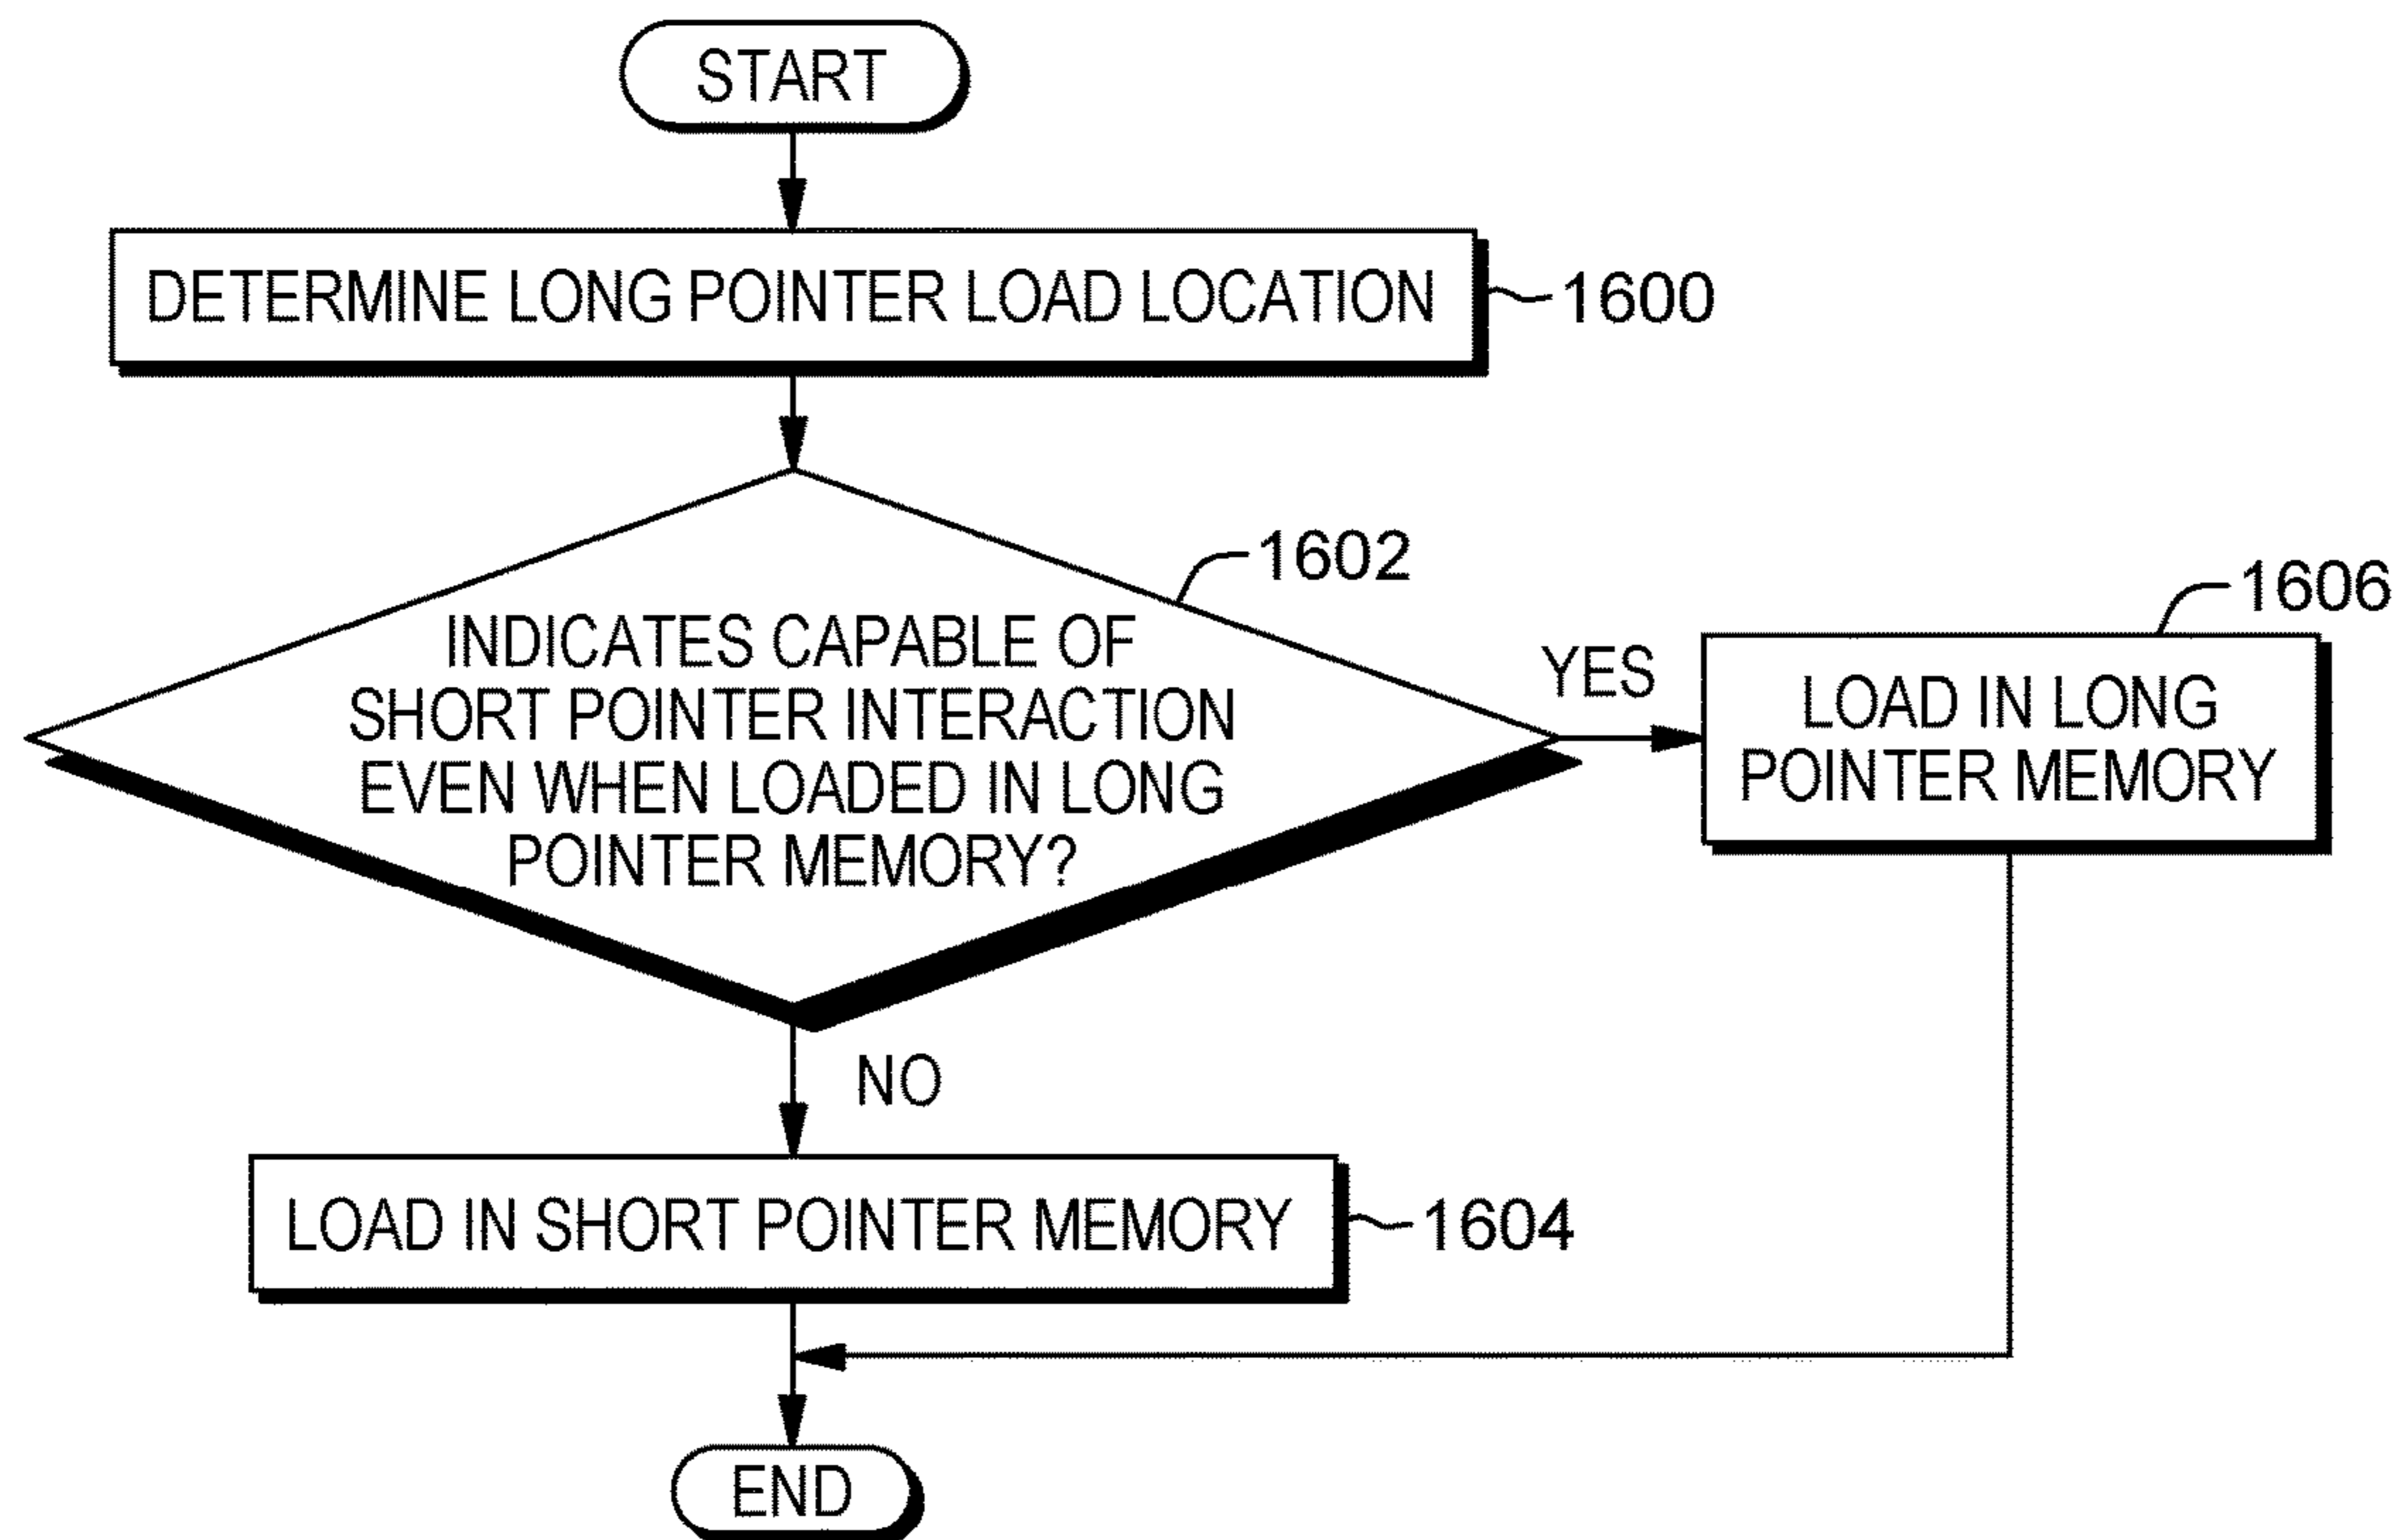 START
DETERMINE LONG POINTER LOAD LOCATION
1600
1602
INDICATES CAPABLE OF
SHORT POINTER INTERACTION
EVEN WHEN LOADED IN LONG
POINTER MEMORY?
YES
1606
LOAD IN LONG
POINTER MEMORY
NO
LOAD IN SHORT POINTER MEMORY
1604
END